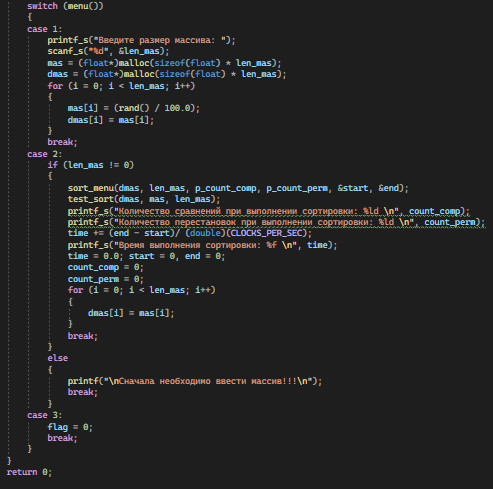 switch (menu())
{
case 1:
printf_s("Введите размер массива: ");
scanf_s("%d", &len_mas);
mas = (float*)malloc(sizeof(float) * len_mas);
dmas = (float*)malloc(sizeof(float) * len_mas);
for (i = 0; i < len_mas; i++)
{
mas[i] = (rand() / 100.0);
dmas[i] = mas[i];
}
break;
case 2:
if (len_mas != 0)
{
sort_menu(dmas, len_mas, p_count_comp, p_count_perm, &start, &end);
test_sort(dmas, mas, len_mas);
printf_s("Количество сравнений при выполнении сортировки: %ld \n", count_comp);
printf_s("Количество перестановок при выполнении сортировки: %ld \n", count_perm);
time += (end - start)/ (double)(CLOCKS_PER_SEC);
printf_s("Время выполнения сортировки: %f \n", time);
time = 0.0; start = 0, end = 0;
count_comp = 0;
count_perm = 0;
for (i = 0; i < len_mas; i++)
{
dmas[i] = mas[i];
}
break;
}
else
{
printf("\nСначала необходимо ввести массив!!!\n");
break;
}
case 3:
flag = 0;
break;
}
}
return 0;